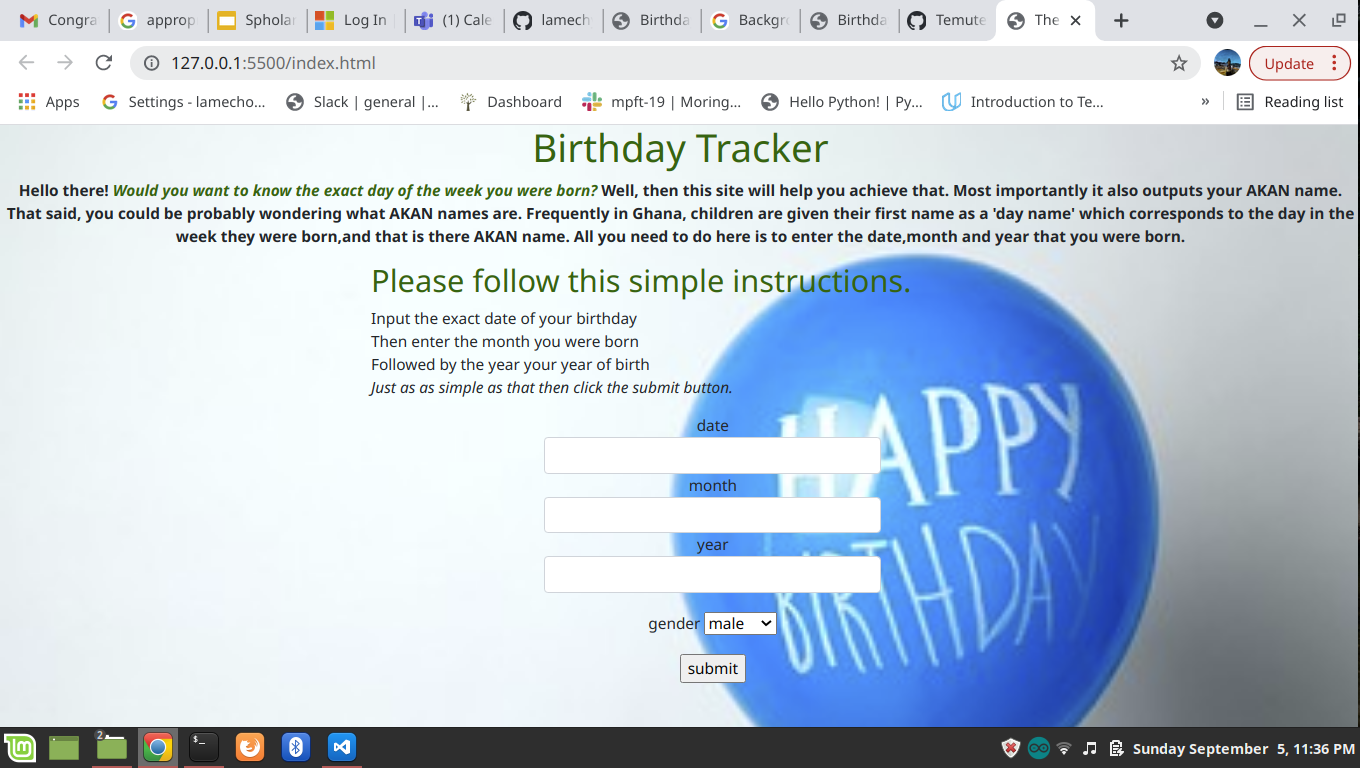 Congra
approp
Sphola
Log In
(1) Cale
lamech
Birthda
Backgro
Birthda
Temute
The
127.0.0.1:5500/index.html
Update
Apps
Settings - lamecho...
Slack | general |...
Dashboard
mpft-19 | Moring...
Hello Python! | Py...
Introduction to Te...
»
Reading list
Birthday Tracker
Hello there! Would you want to know the exact day of the week you were born? Well, then this site will help you achieve that. Most importantly it also outputs your AKAN name.
That said, you could be probably wondering what AKAN names are. Frequently in Ghana, children are given their first name as a 'day name' which corresponds to the day in the
week they were born,and that is there AKAN name. All you need to do here is to enter the date,month and year that you were born.
Please follow this simple instructions.
Input the exact date of your birthday
Then enter the month you were born
Followed by the year your year of birth
Just as as simple as that then click the submit button.
HAPPY
BIRTHDAY
date
month
year
gender male
submit
2
Sunday September 5, 11:36 PM